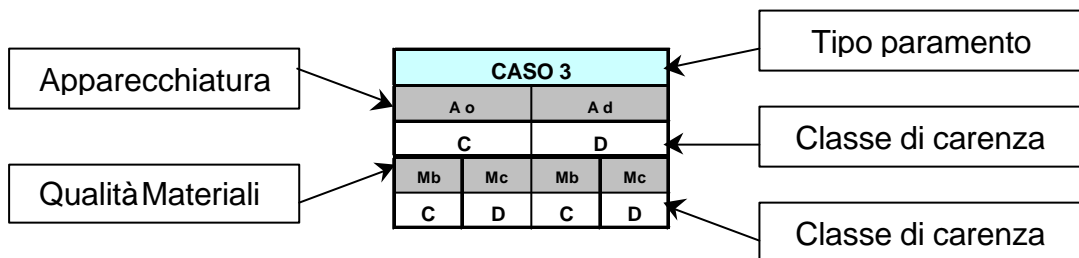 Tipo paramento
CASO 3
Apparecchiatura
A o A d
C D
Classe di carenza
Qualità Materiali
Mb Mc Mb Mc
C D C D
Classe di carenza